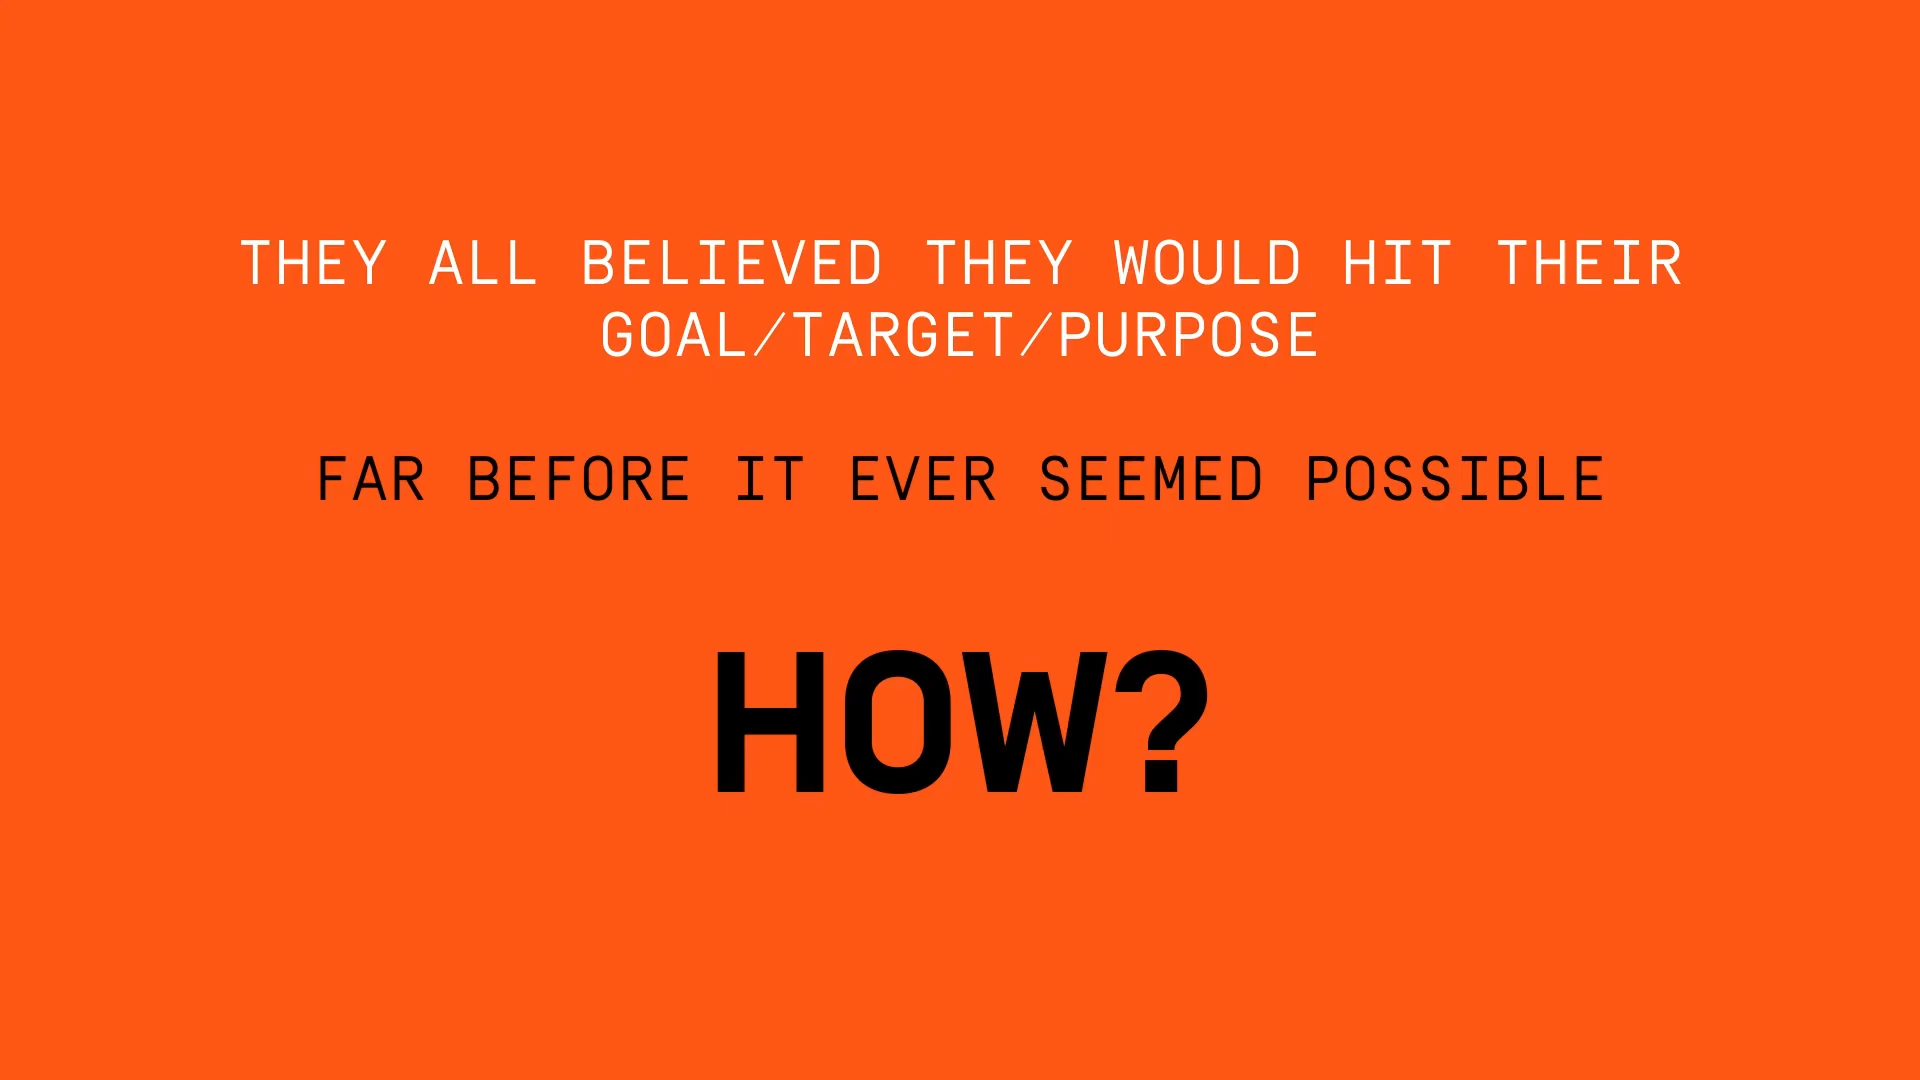 THEY ALL BELIEVED THEY WOULD HIT THEIR
GOAL/TARGET/PURPOSE
FAR BEFORE IT EVER SEEMED POSSIBLE
HOW?